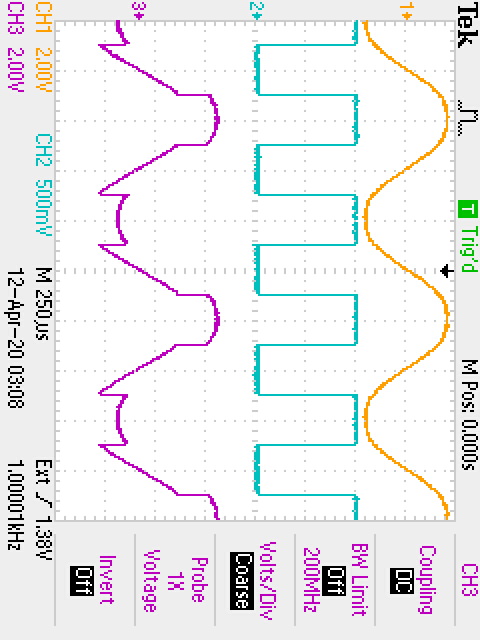 Tek T Trig'd M Pos: 0.000s CH3
Coupling
DC
BW Limit
Off
200MHz
Volts/Div
Coarse
Probe
1X
Voltage
Invert
Off
1
2
3
CH1 2.00V CH2 500mV M 250µs Ext 1.38V
CH3 2.00V 12-Apr-20 03:08 1.00001kHz